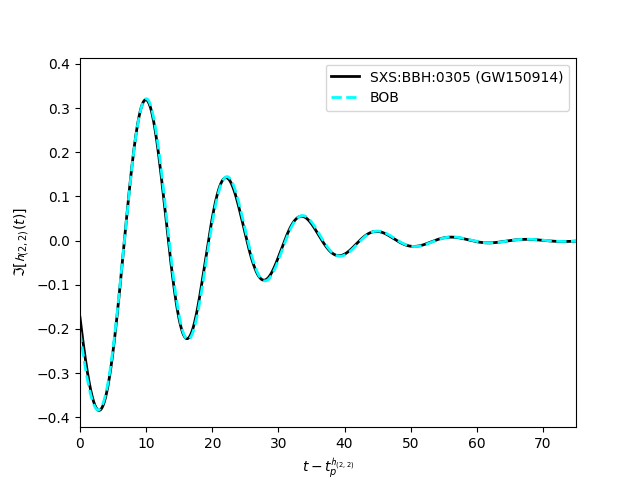 0.4
0.3
0.2
0.1
0.0
−0.1
−0.2
−0.3
−0.4
ℑ[h₍₂,₂₎(t)]
SXS:BBH:0305 (GW150914)
BOB
0 10 20 30 40 50 60 70
t − tₚ^{h₍₂,₂₎}